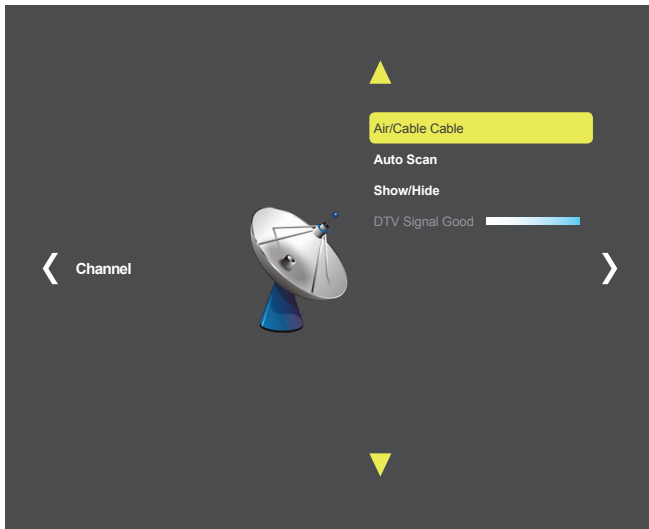 Air/Cable Cable
Auto Scan
Show/Hide
DTV Signal Good
Channel